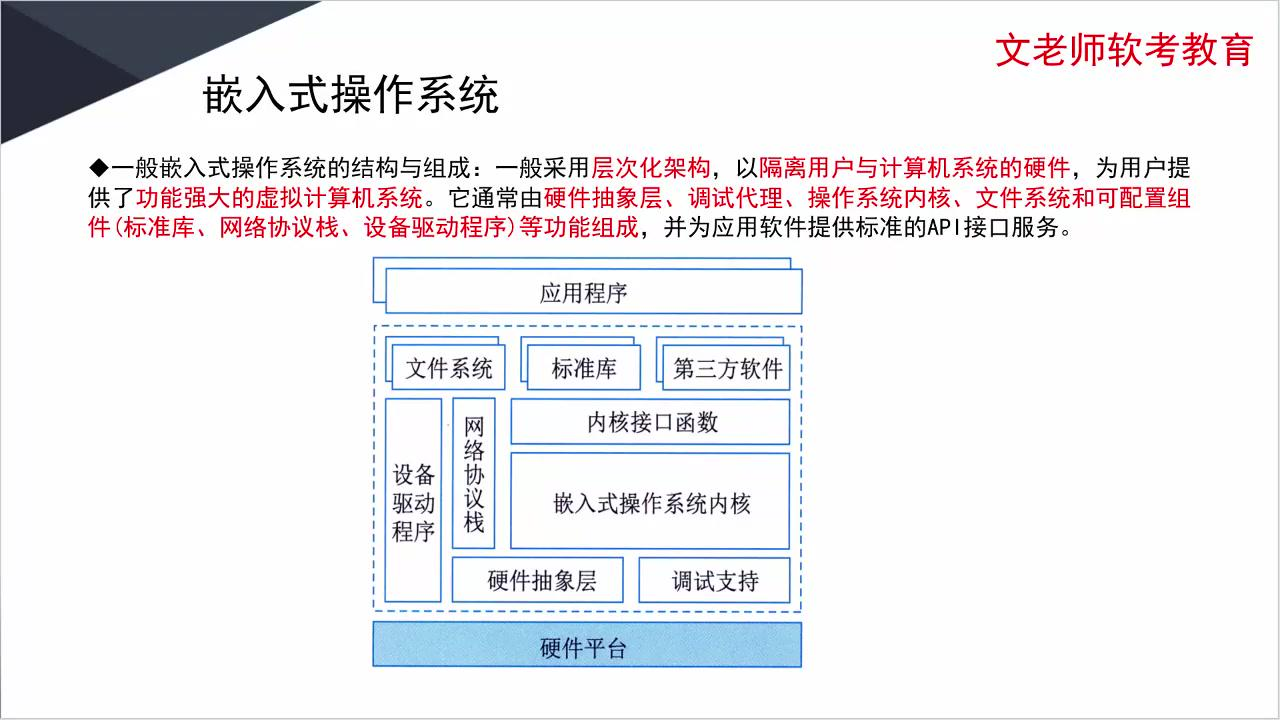 文老师软考教育
嵌入式操作系统
◆一般嵌入式操作系统的结构与组成：一般采用层次化架构，以隔离用户与计算机系统的硬件，为用户提
供了功能强大的虚拟计算机系统。它通常由硬件抽象层、调试代理、操作系统内核、文件系统和可配置组
件(标准库、网络协议栈、设备驱动程序)等功能组成，并为应用软件提供标准的API接口服务。
应用程序
文件系统
标准库
第三方软件
设备
驱动
程序
网
络
协
议
栈
内核接口函数
嵌入式操作系统内核
硬件抽象层
调试支持
硬件平台